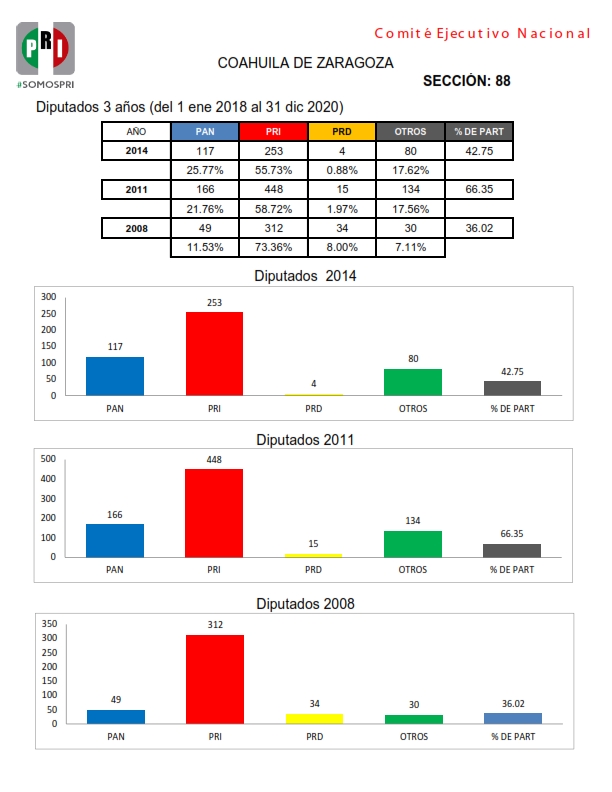 PRI
#SOMOSPRI
Comité Ejecutivo Nacional
COAHUILA DE ZARAGOZA
SECCIÓN: 88
Diputados 3 años (del 1 ene 2018 al 31 dic 2020)
AÑO PAN PRI PRD OTROS % DE PART
2014 117 253 4 80 42.75
25.77% 55.73% 0.88% 17.62%
2011 166 448 15 134 66.35
21.76% 58.72% 1.97% 17.56%
2008 49 312 34 30 36.02
11.53% 73.36% 8.00% 7.11%
Diputados 2014
300
250
200
150
100
50
0
117 253 4 80 42.75
PAN PRI PRD OTROS % DE PART
Diputados 2011
500
400
300
200
100
0
166 448 15 134 66.35
PAN PRI PRD OTROS % DE PART
Diputados 2008
350
300
250
200
150
100
50
0
49 312 34 30 36.02
PAN PRI PRD OTROS % DE PART